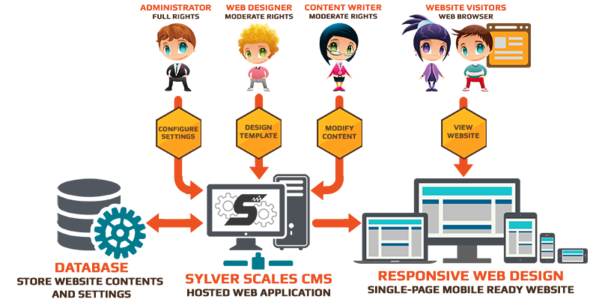 ADMINISTRATOR
FULL RIGHTS
WEB DESIGNER
MODERATE RIGHTS
CONTENT WRITER
MODERATE RIGHTS
WEBSITE VISITORS
WEB BROWSER
CONFIGURE
SETTINGS
DESIGN
TEMPLATE
MODIFY
CONTENT
VIEW
WEBSITE
S
DATABASE
STORE WEBSITE CONTENTS
AND SETTINGS
SYLVER SCALES CMS
HOSTED WEB APPLICATION
RESPONSIVE WEB DESIGN
SINGLE-PAGE MOBILE READY WEBSITE